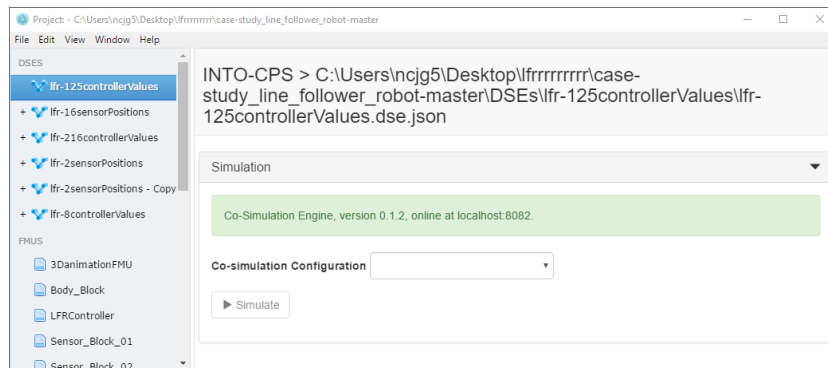 Project: - C:\Users\ncjg5\Desktop\lfrrrrrrrrr\case-study_line_follower_robot-master
File Edit View Window Help
DSES
lfr-125controllerValues
+ lfr-16sensorPositions
+ lfr-216controllerValues
+ lfr-2sensorPositions
+ lfr-2sensorPositions - Copy
+ lfr-8controllerValues
FMUS
3DanimationFMU
Body_Block
LFRController
Sensor_Block_01
Sensor_Block_02
INTO-CPS > C:\Users\ncjg5\Desktop\lfrrrrrrrrr\case-
study_line_follower_robot-master\DSEs\lfr-125controllerValues\lfr-
125controllerValues.dse.json
Simulation
Co-Simulation Engine, version 0.1.2, online at localhost:8082.
Co-simulation Configuration
Simulate